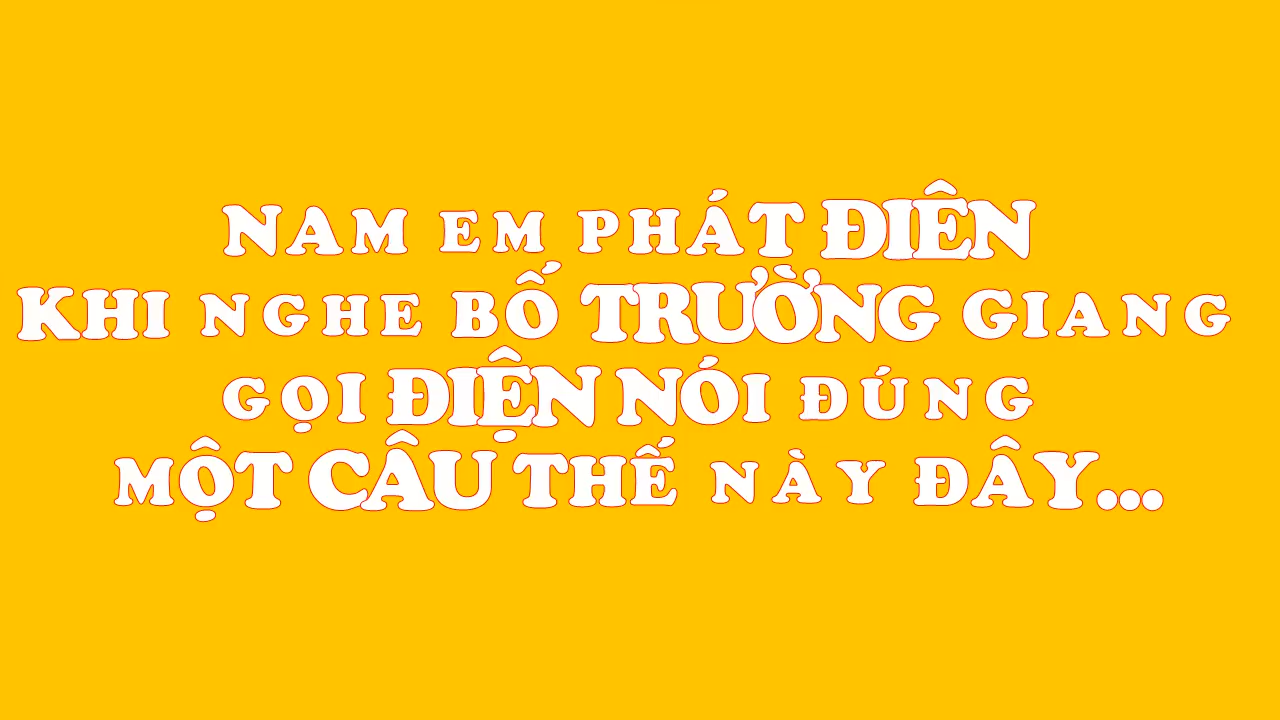 NAM EM PHÁT ĐIÊN
KHI NGHE BỐ TRƯỜNG GIANG
GỌI ĐIỆN NÓI ĐÚNG
MỘT CÂU THẾ NÀY ĐÂY...